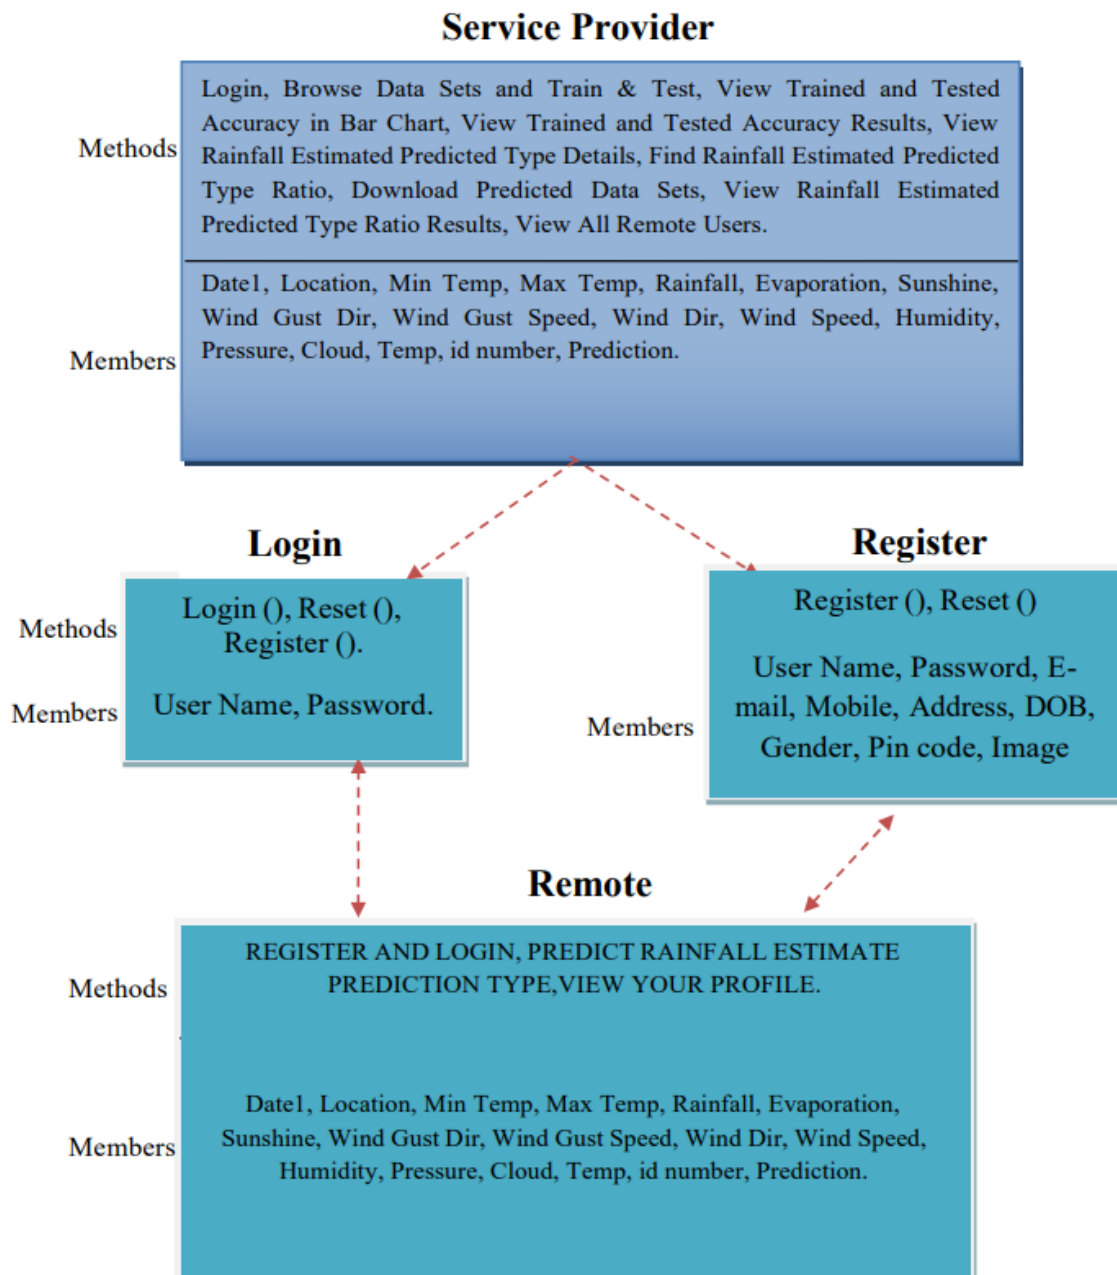 Service Provider
Methods
Login, Browse Data Sets and Train & Test, View Trained and Tested
Accuracy in Bar Chart, View Trained and Tested Accuracy Results, View
Rainfall Estimated Predicted Type Details, Find Rainfall Estimated Predicted
Type Ratio, Download Predicted Data Sets, View Rainfall Estimated
Predicted Type Ratio Results, View All Remote Users.
Members
Date1, Location, Min Temp, Max Temp, Rainfall, Evaporation, Sunshine,
Wind Gust Dir, Wind Gust Speed, Wind Dir, Wind Speed, Humidity,
Pressure, Cloud, Temp, id number, Prediction.
Login
Methods
Login (), Reset (),
Register ().
Members
User Name, Password.
Register
Register (), Reset ()
Members
User Name, Password, E-
mail, Mobile, Address, DOB,
Gender, Pin code, Image
Remote
Methods
REGISTER AND LOGIN, PREDICT RAINFALL ESTIMATE
PREDICTION TYPE,VIEW YOUR PROFILE.
Members
Date1, Location, Min Temp, Max Temp, Rainfall, Evaporation,
Sunshine, Wind Gust Dir, Wind Gust Speed, Wind Dir, Wind Speed,
Humidity, Pressure, Cloud, Temp, id number, Prediction.